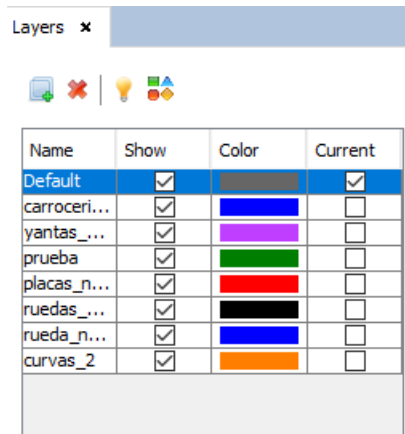 Layers
Name Show Color Current
Default
carroceri...
yantas_...
prueba
placas_n...
ruedas_...
rueda_n...
curvas_2